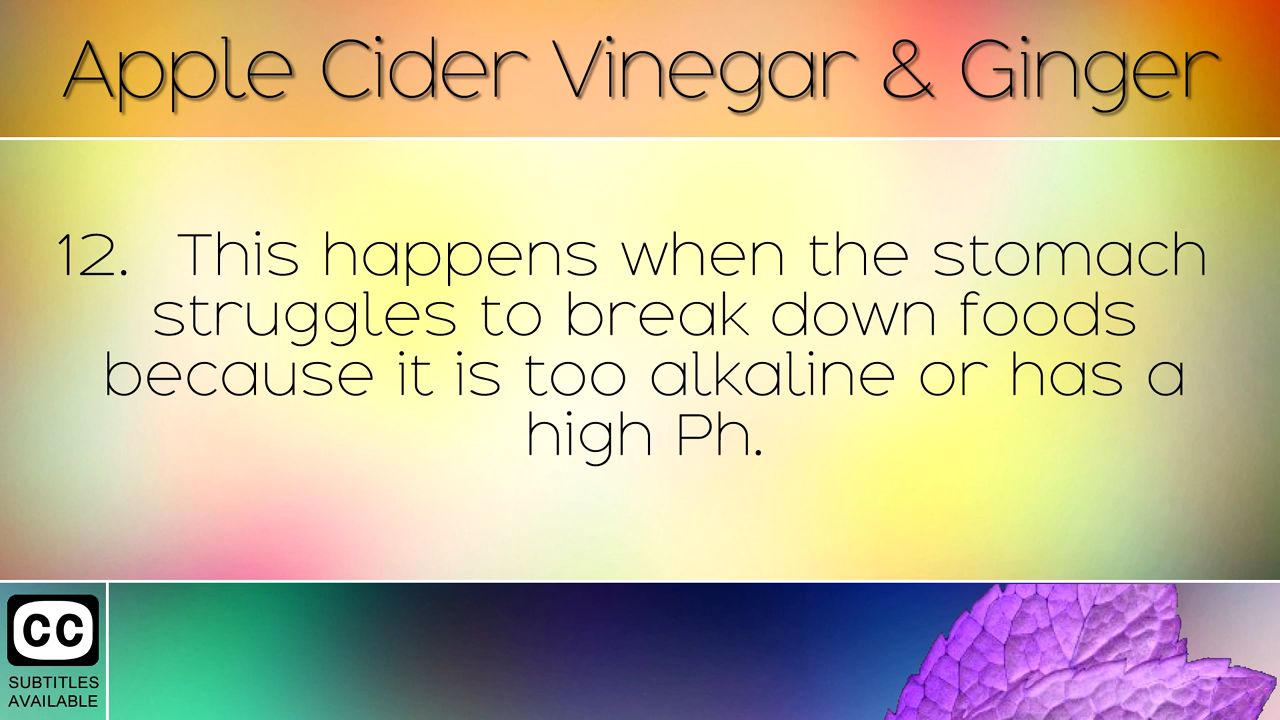 Apple Cider Vinegar & Ginger
12. This happens when the stomach
struggles to break down foods
because it is too alkaline or has a
high Ph.
CC
SUBTITLES
AVAILABLE